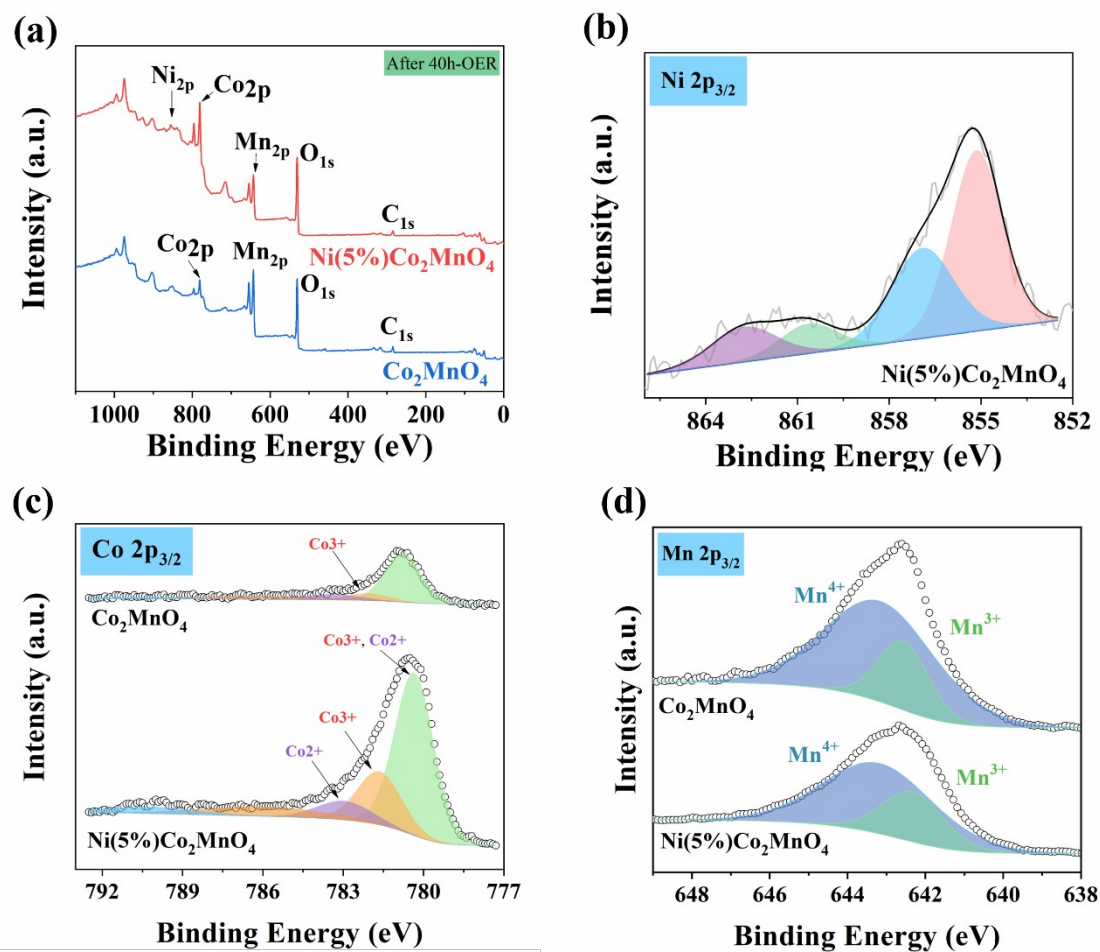 (a)
After 40h-OER
Ni2p
Co2p
Mn2p
O1s
C1s
Ni(5%)Co2MnO4
Co2p
Mn2p
O1s
C1s
Co2MnO4
Intensity (a.u.)
1000 800 600 400 200 0
Binding Energy (eV)
(b)
Ni 2p3/2
Ni(5%)Co2MnO4
Intensity (a.u.)
864 861 858 855 852
Binding Energy (eV)
(c)
Co 2p3/2
Co3+
Co2MnO4
Co3+, Co2+
Co3+
Co2+
Ni(5%)Co2MnO4
Intensity (a.u.)
792 789 786 783 780 777
Binding Energy (eV)
(d)
Mn 2p3/2
Mn4+
Mn3+
Co2MnO4
Mn4+
Mn3+
Ni(5%)Co2MnO4
Intensity (a.u.)
648 646 644 642 640 638
Binding Energy (eV)